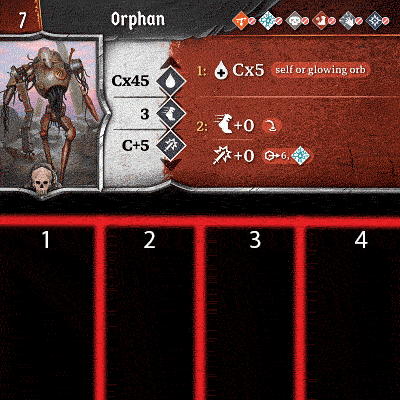 7 Orphan
Cx45
3
C+5
1: Cx5 self or glowing orb
2: +0
+0 →6,
1 2 3 4